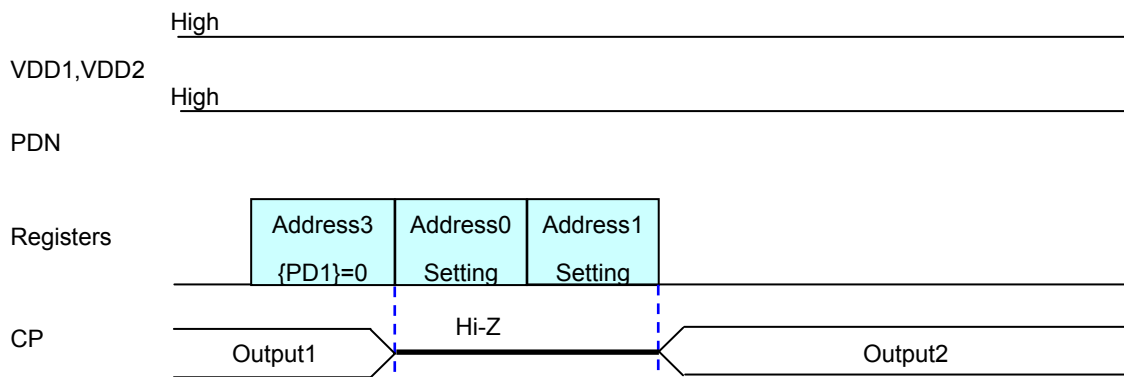 High
VDD1,VDD2
High
PDN
Registers
Address3
{PD1}=0
Address0
Setting
Address1
Setting
CP
Output1
Hi-Z
Output2